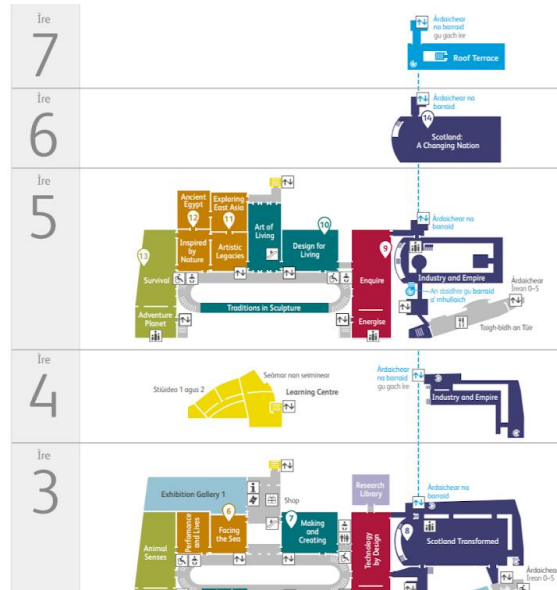 Ìre
7
Àrdaichear
na barraid
gu gach ìre
Roof Terrace
Ìre
6
Àrdaichear na
barraid
14
Scotland:
A Changing Nation
Ìre
5
Ancient
Egypt
Exploring
East Asia
12
11
Art of
Living
10
Inspired
by
Nature
Artistic
Legacies
Design for
Living
13
Survival
Adventure
Planet
Traditions in Sculpture
9
Enquire
Energise
Àrdaichear na
barraid
Industry and Empire
An staidhre gu barraid
a' mhullaich
Àrdaichear
Ìrean 0–5
Taigh-bìdh an Tùir
Ìre
4
Stiùideo 1 agus 2
Seòmar nan seiminear
Learning Centre
Àrdaichear
na barraid
gu gach ìre
Industry and Empire
Ìre
3
Exhibition Gallery 1
Shop
Research
Library
Àrdaichear na
barraid
6
7
8
Animal
Senses
Performance
and Lives
Facing
the Sea
Making
and
Creating
Technology
by Design
Scotland Transformed
Àrdaichear
Ìrean 0–5